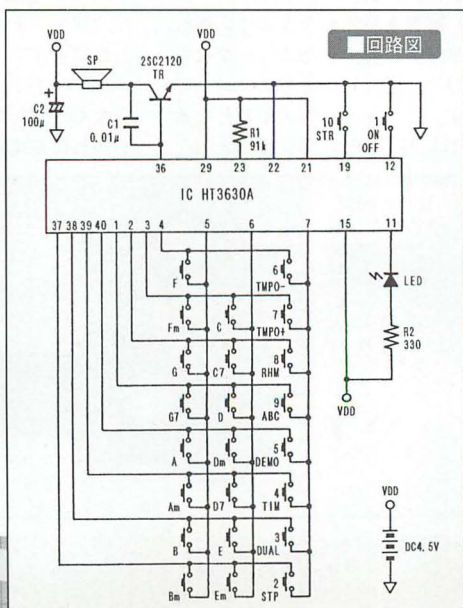 ■回路図
VDD
VDD
SP
2SC2120
TR
+
C2
100μ
C1
0.01μ
R1
91k
10
STR
1
ON
OFF
36 29 23 22 21 19 12
IC HT3630A
37 38 39 40 1 2 3 4 5 6 7 15 11
F
6
TMPO-
LED
Fm C
7
TMPO+
R2
330
G C7
8
RHM
G7 D
9
ABC
VDD
A Dm
5
DEMO
Am D7
4
TIM
VDD
B E
3
DUAL
DC4.5V
Bm Em
2
STP